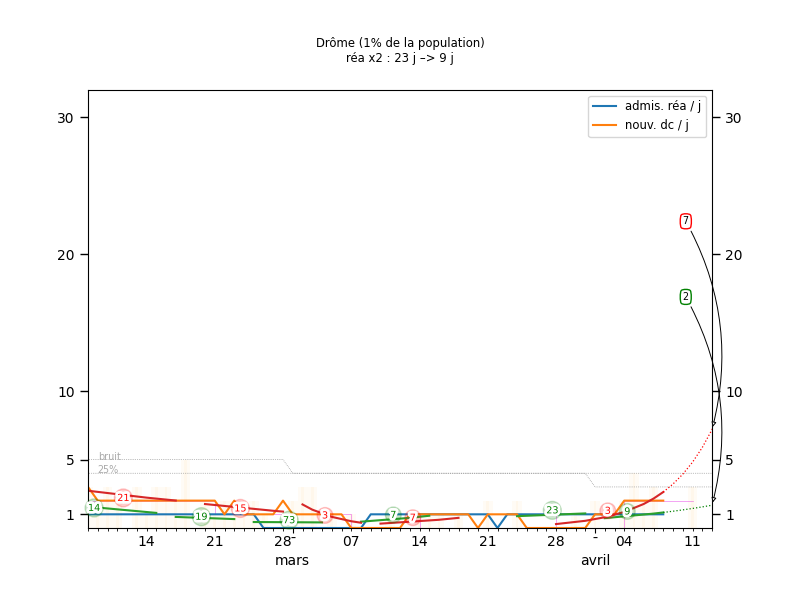 Drôme (1% de la population)
réa x2 : 23 j –> 9 j
admis. réa / j
nouv. dc / j
30 30
7
20 20
2
10 10
bruit
5 5
25%
21
14 19 15 73 3 7 7 23 3 9
1 1
14 21 28 07 14 21 28 04 11
mars avril